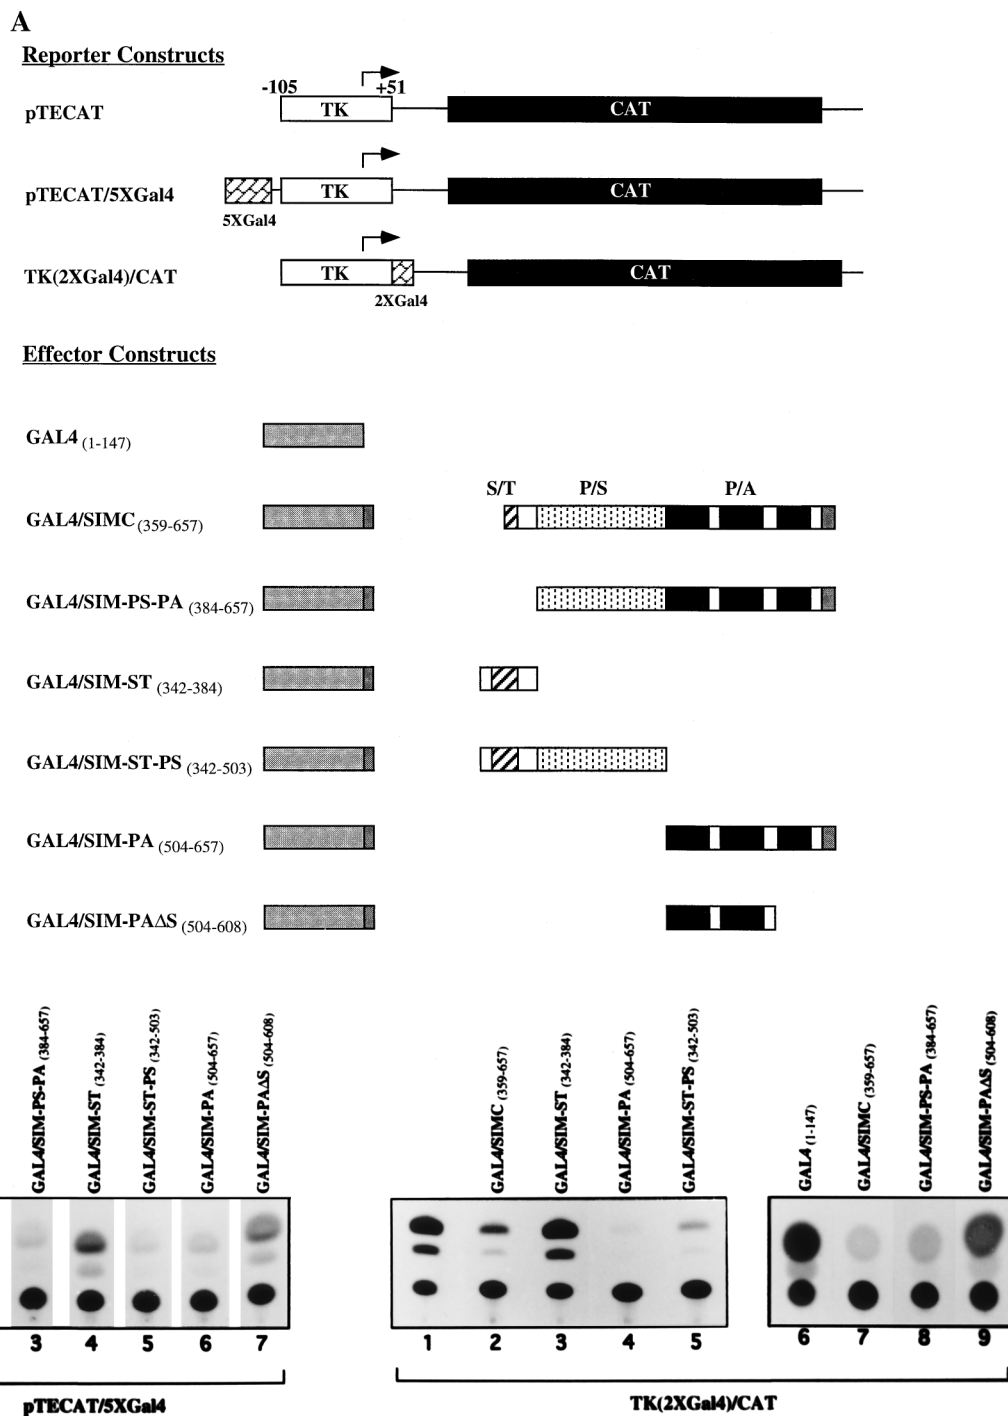 A
Reporter Constructs
-105 +51
pTECAT TK CAT
pTECAT/5XGal4 TK CAT
5XGal4
TK(2XGal4)/CAT TK CAT
2XGal4
Effector Constructs
GAL4 (1-147)
S/T P/S P/A
GAL4/SIMC (359-657)
GAL4/SIM-PS-PA (384-657)
GAL4/SIM-ST (342-384)
GAL4/SIM-ST-PS (342-503)
GAL4/SIM-PA (504-657)
GAL4/SIM-PAΔS (504-608)
GAL4/SIM-PS-PA (384-657)
GAL4/SIM-ST (342-384)
GAL4/SIM-ST-PS (342-503)
GAL4/SIM-PA (504-657)
GAL4/SIM-PAΔS (504-608)
GAL4/SIMC (359-657)
GAL4/SIM-ST (342-384)
GAL4/SIM-PA (504-657)
GAL4/SIM-ST-PS (342-503)
GAL4 (1-147)
GAL4/SIMC (359-657)
GAL4/SIM-PS-PA (384-657)
GAL4/SIM-PAΔS (504-608)
3 4 5 6 7 1 2 3 4 5 6 7 8 9
pTECAT/5XGal4 TK(2XGal4)/CAT